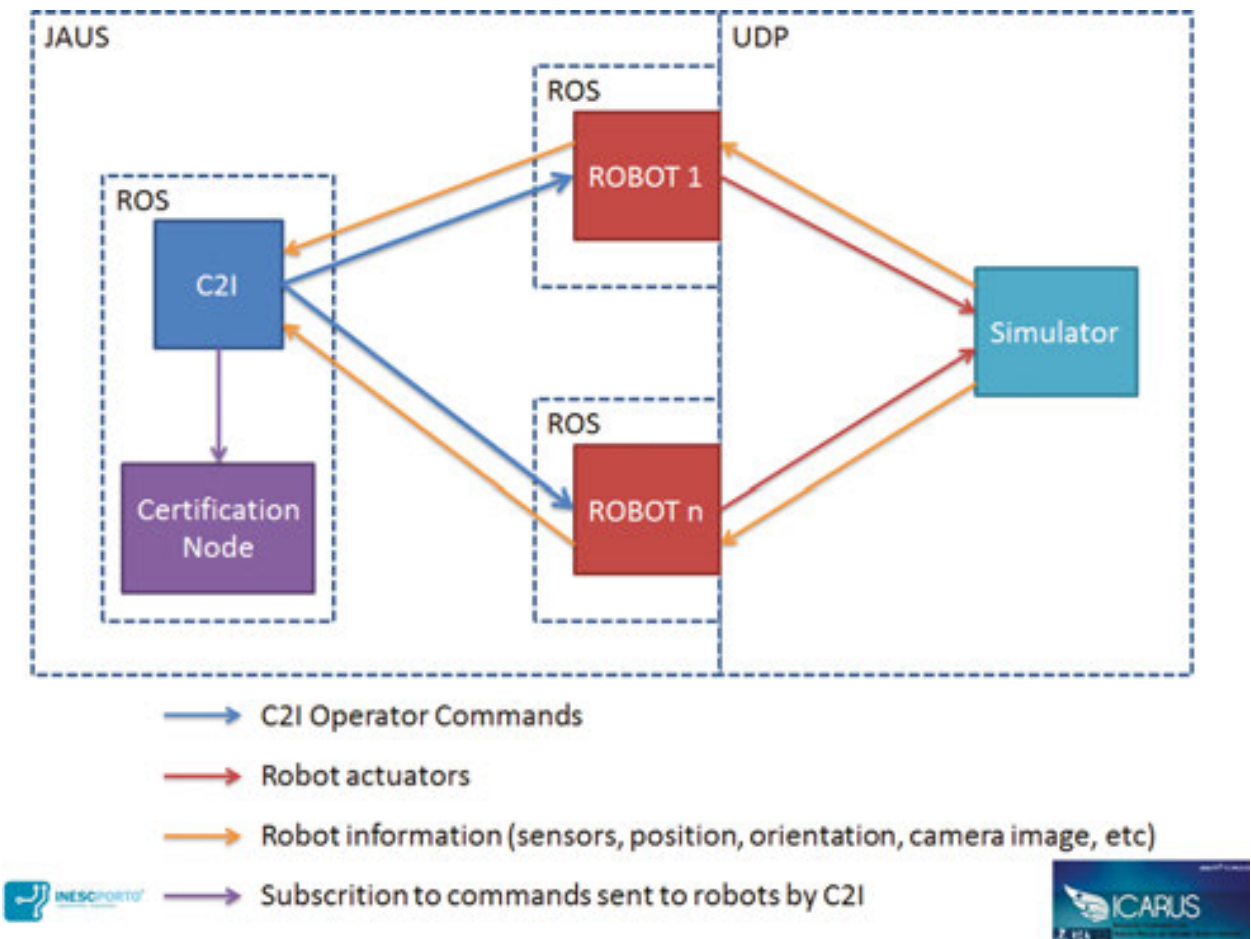 JAUS
UDP
ROS
ROBOT 1
ROS
C2I
Simulator
ROS
ROBOT n
Certification
Node
C2I Operator Commands
Robot actuators
Robot information (sensors, position, orientation, camera image, etc)
Subscrition to commands sent to robots by C2I
INESCPORTO
ICARUS